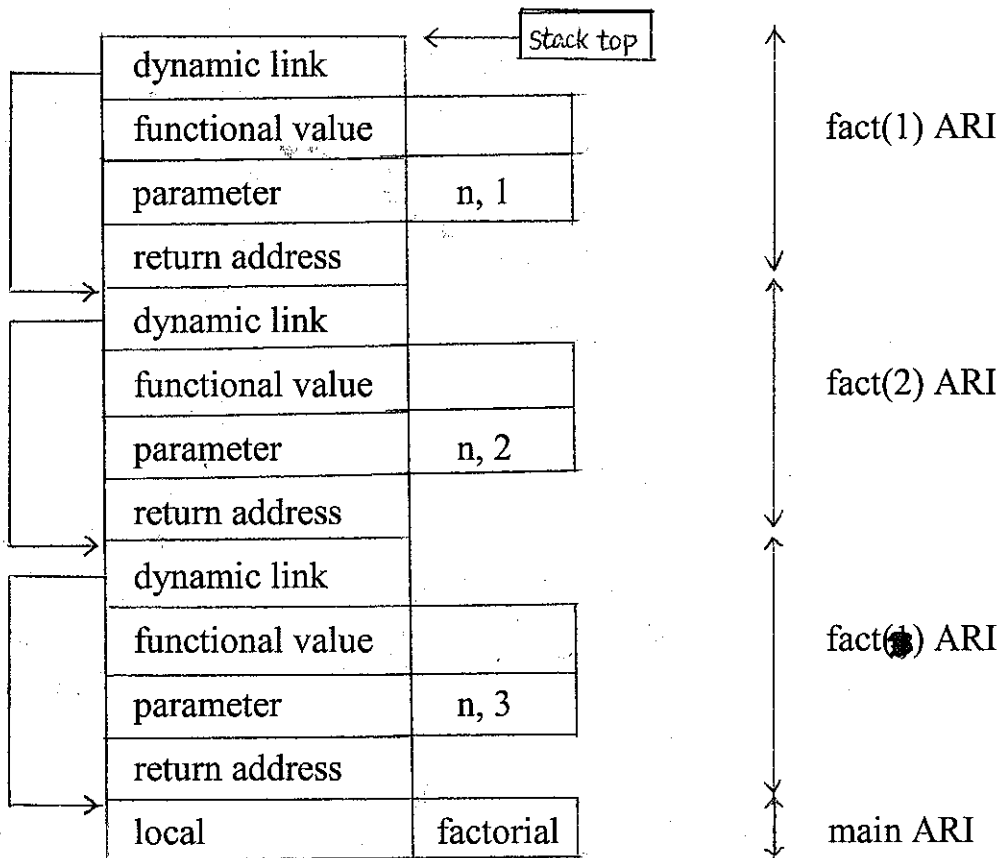 stack top
dynamic link
functional value
fact(1) ARI
parameter n, 1
return address
dynamic link
functional value
fact(2) ARI
parameter n, 2
return address
dynamic link
functional value
fact( ) ARI
parameter n, 3
return address
local factorial
main ARI